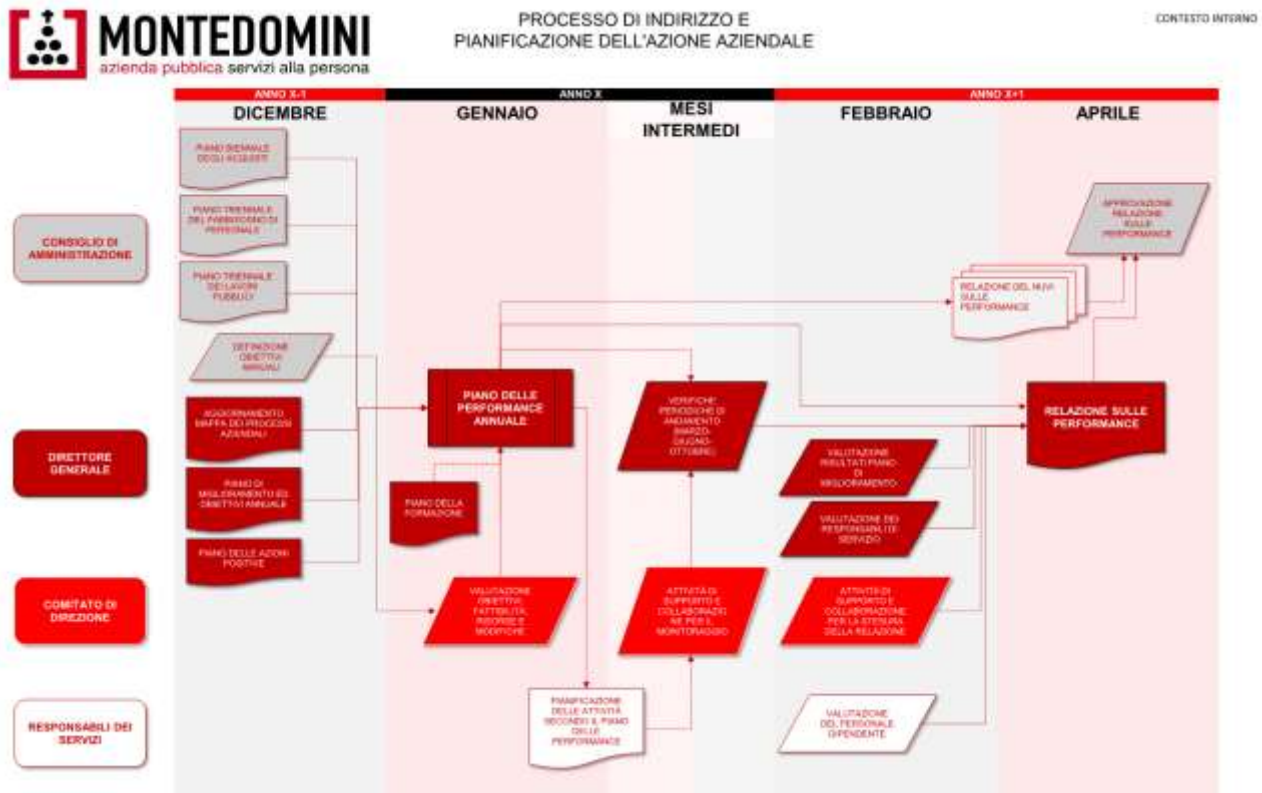 MONTEDOMINI
azienda pubblica servizi alla persona
PROCESSO DI INDIRIZZO E
PIANIFICAZIONE DELL'AZIONE AZIENDALE
CONTESTO INTERNO
ANNO X-1
ANNO X
ANNO X+1
DICEMBRE
GENNAIO
MESI
INTERMEDI
FEBBRAIO
APRILE
CONSIGLIO DI
AMMINISTRAZIONE
PIANO BIENNALE
DEGLI ACQUISTI
PIANO TRIENNALE
DEL FABBISOGNO DI
PERSONALE
PIANO TRIENNALE
DEI LAVORI
PUBBLICI
DEFINIZIONE
OBIETTIVI
ANNUALI
APPROVAZIONE
RELAZIONE
SULLE
PERFORMANCE
RELAZIONE DEL NUVI
SULLE
PERFORMANCE
DIRETTORE
GENERALE
AGGIORNAMENTO
MAPPA DEI PROCESSI
AZIENDALI
PIANO DI
MIGLIORAMENTO ED
OBIETTIVI ANNUALE
PIANO DELLE AZIONI
POSITIVE
PIANO DELLE
PERFORMANCE
ANNUALE
PIANO DELLA
FORMAZIONE
VERIFICHE
PERIODICHE DI
ANDAMENTO
(MARZO-
GIUGNO-
OTTOBRE)
VALUTAZIONE
RISULTATI PIANO
DI
MIGLIORAMENTO
VALUTAZIONE DEI
RESPONSABILI DI
SERVIZIO
RELAZIONE SULLE
PERFORMANCE
COMITATO DI
DIREZIONE
VALUTAZIONE
OBIETTIVI,
FATTIBILITÀ,
RISORSE E
MODIFICHE
ATTIVITÀ DI
SUPPORTO E
COLLABORAZIO
NE PER IL
MONITORAGGIO
ATTIVITÀ DI
SUPPORTO E
COLLABORAZIONE
PER LA STESURA
DELLA RELAZIONE
RESPONSABILI DEI
SERVIZI
PIANIFICAZIONE
DELLE ATTIVITÀ
SECONDO IL PIANO
DELLE
PERFORMANCE
VALUTAZIONE
DEL PERSONALE
DIPENDENTE